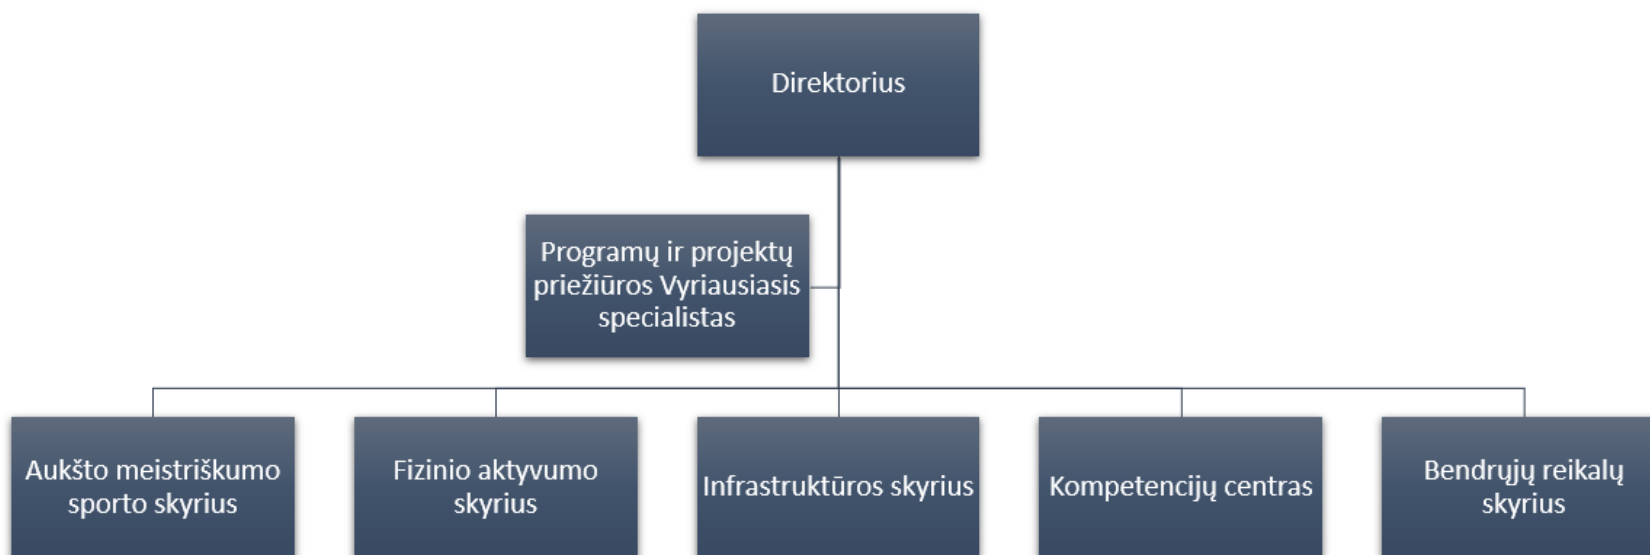 Direktorius
Programų ir projektų
priežiūros Vyriausiasis
specialistas
Aukšto meistriškumo
sporto skyrius
Fizinio aktyvumo
skyrius
Infrastruktūros skyrius
Kompetencijų centras
Bendrųjų reikalų
skyrius